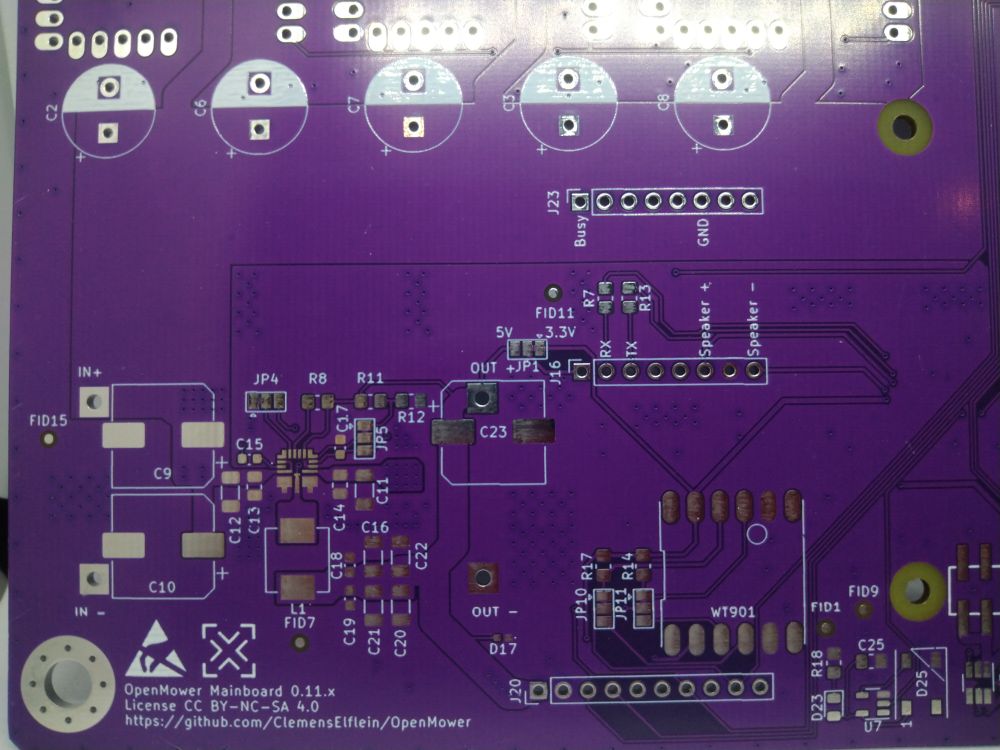 C2
C6
C7
C3
C8
J23
Busy
GND
R7
R13
FID11
5V
3.3V
JP1
OUT +
J16
RX
TX
Speaker +
Speaker -
IN+
FID15
JP4
R8
R11
R12
C17
JP5
C23
C9
C15
C12
C13
C14
C11
C10
IN -
C16
C22
C18
L1
FID7
C19
C21
C20
OUT -
D17
R17
R14
JP10
JP11
WT901
FID1
FID9
R18
C25
D25
D23
U7
1
J20
OpenMower Mainboard 0.11.x
License CC BY-NC-SA 4.0
https://github.com/ClemensElflein/OpenMower